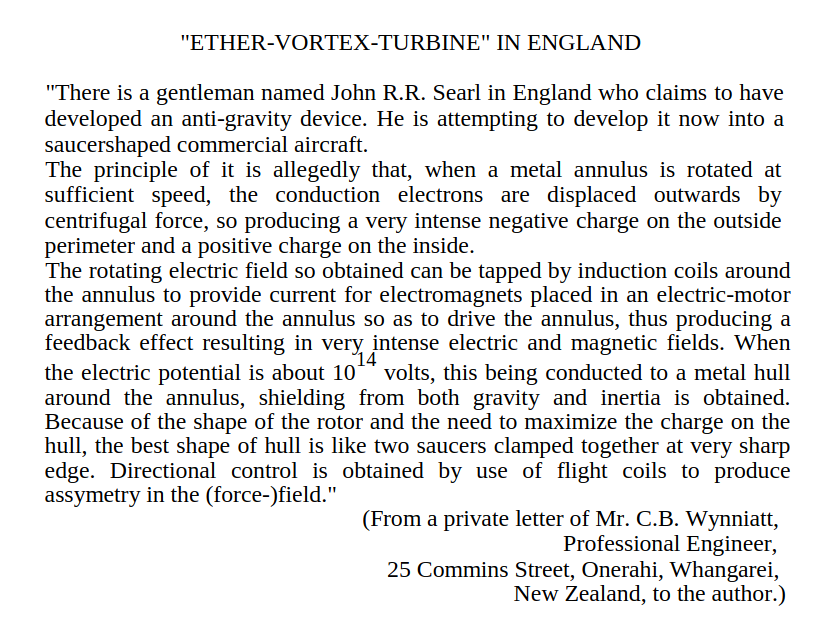 "ETHER-VORTEX-TURBINE" IN ENGLAND
"There is a gentleman named John R.R. Searl in England who claims to have
developed an anti-gravity device. He is attempting to develop it now into a
saucershaped commercial aircraft.
The principle of it is allegedly that, when a metal annulus is rotated at
sufficient speed, the conduction electrons are displaced outwards by
centrifugal force, so producing a very intense negative charge on the outside
perimeter and a positive charge on the inside.
The rotating electric field so obtained can be tapped by induction coils around
the annulus to provide current for electromagnets placed in an electric-motor
arrangement around the annulus so as to drive the annulus, thus producing a
feedback effect resulting in very intense electric and magnetic fields. When
the electric potential is about 10^14 volts, this being conducted to a metal hull
around the annulus, shielding from both gravity and inertia is obtained.
Because of the shape of the rotor and the need to maximize the charge on the
hull, the best shape of hull is like two saucers clamped together at very sharp
edge. Directional control is obtained by use of flight coils to produce
assymetry in the (force-)field."
(From a private letter of Mr. C.B. Wynniatt,
Professional Engineer,
25 Commins Street, Onerahi, Whangarei,
New Zealand, to the author.)